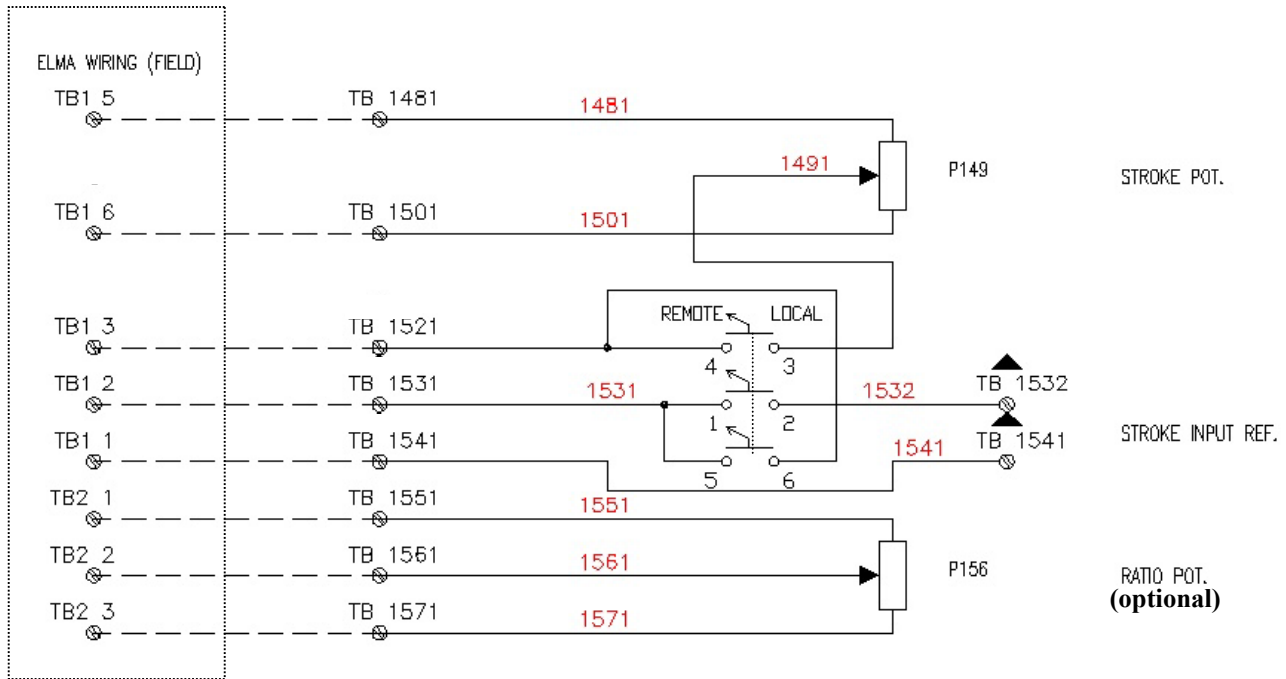 ELMA WIRING (FIELD)
TB1 5 TB 1481 1481
1491 P149 STROKE POT.
TB1 6 TB 1501 1501
REMOTE LOCAL
TB1 3 TB 1521
4 3
TB1 2 TB 1531 1531 1532 TB 1532
1 2
TB1 1 TB 1541 1541 TB 1541 STROKE INPUT REF.
5 6
TB2 1 TB 1551 1551
TB2 2 TB 1561 1561 P156 RATIO POT.
(optional)
TB2 3 TB 1571 1571